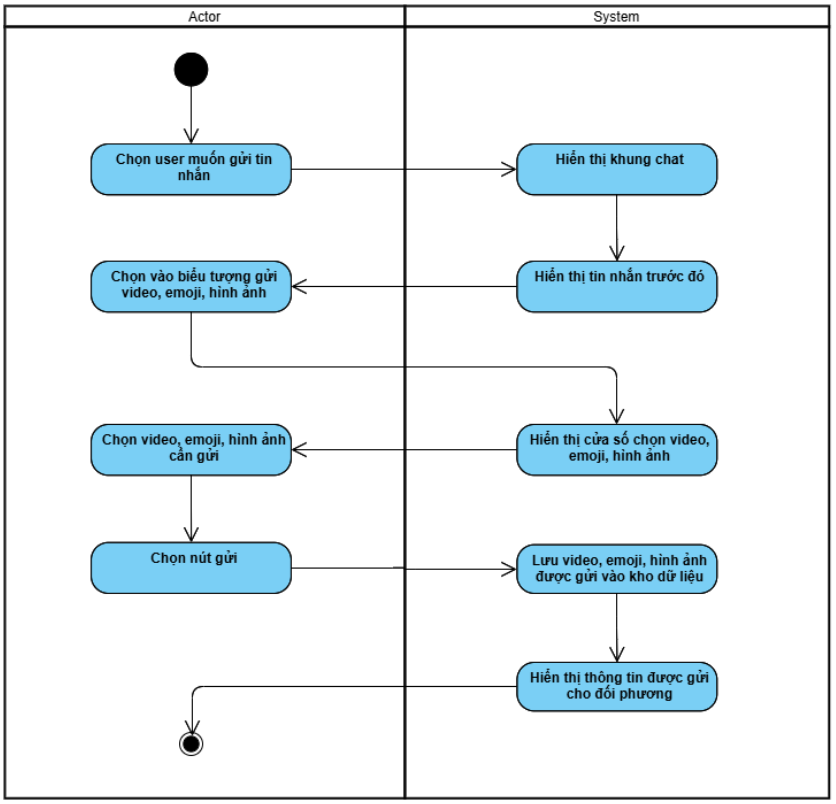 Actor
System
Chọn user muốn gửi tin
nhắn
Hiển thị khung chat
Chọn vào biểu tượng gửi
video, emoji, hình ảnh
Hiển thị tin nhắn trước đó
Chọn video, emoji, hình ảnh
cần gửi
Hiển thị cửa sổ chọn video,
emoji, hình ảnh
Chọn nút gửi
Lưu video, emoji, hình ảnh
được gửi vào kho dữ liệu
Hiển thị thông tin được gửi
cho đối phương